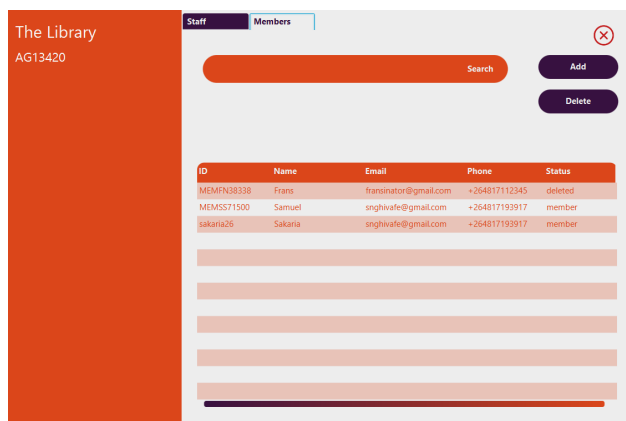 The Library
AG13420
Staff Members
Search
Add
Delete
ID Name Email Phone Status
MEMFN38338 Frans fransinator@gmail.com +264817112345 deleted
MEMSS71500 Samuel snghivafe@gmail.com +264817193917 member
sakaria26 Sakaria snghivafe@gmail.com +264817193917 member